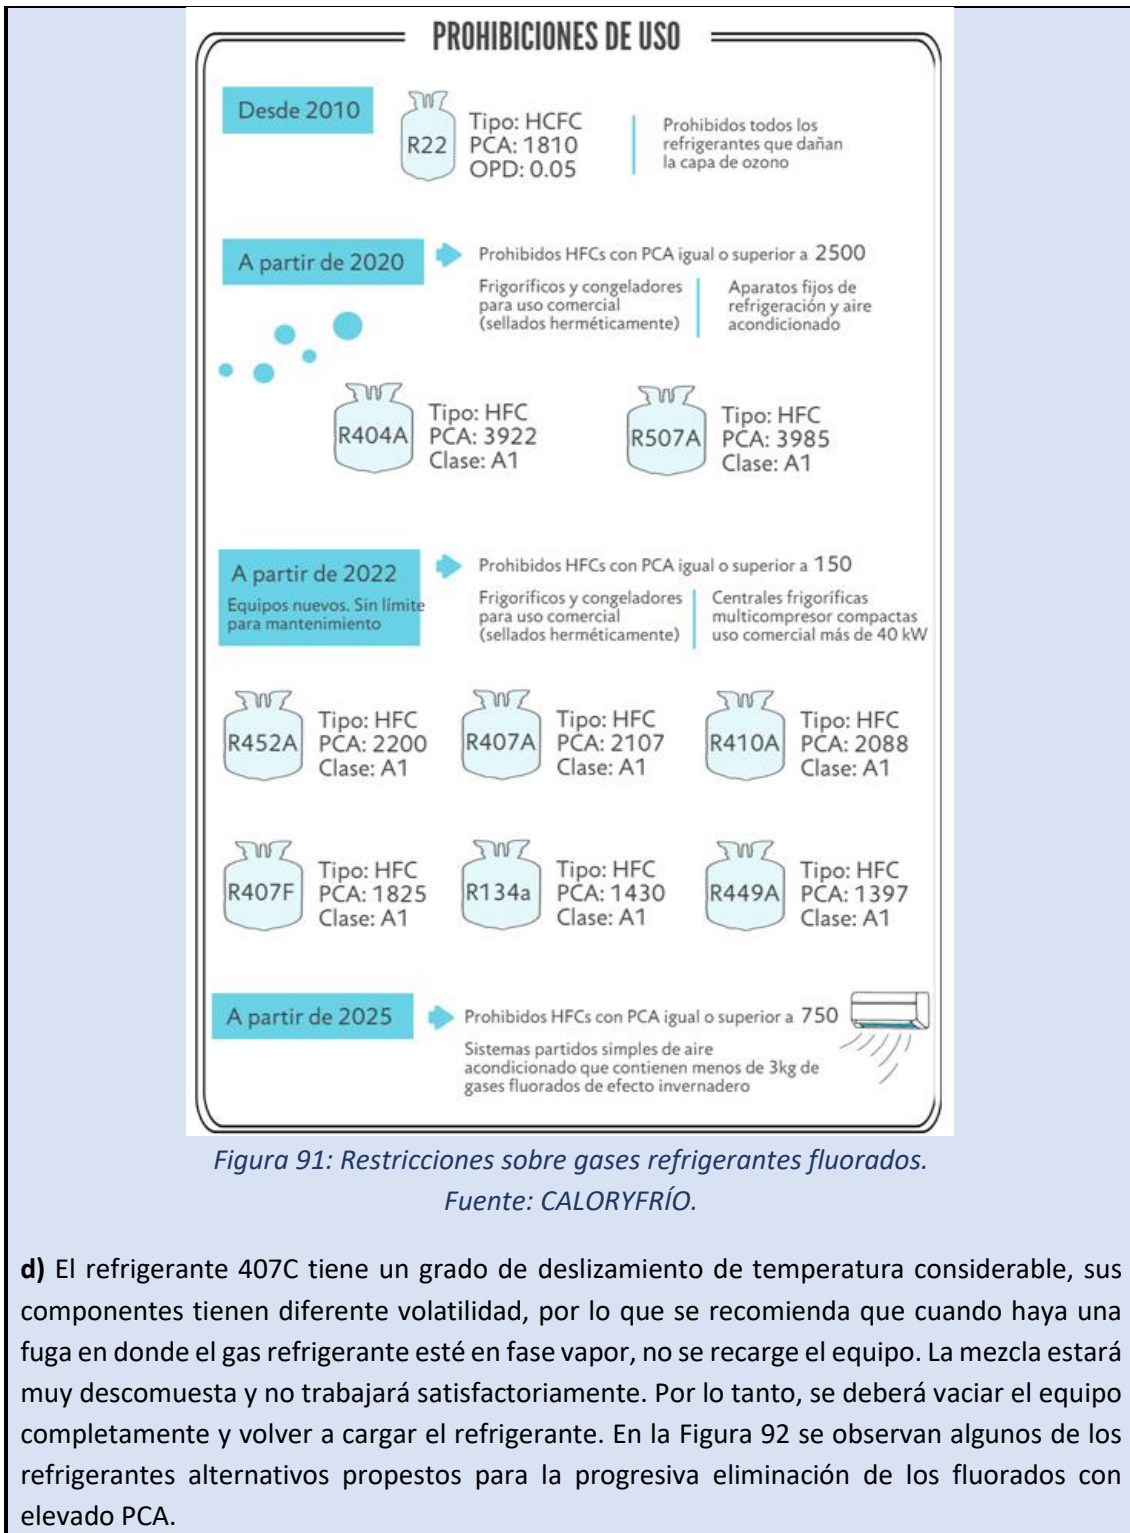 PROHIBICIONES DE USO
Desde 2010
R22
Tipo: HCFC
PCA: 1810
OPD: 0.05
Prohibidos todos los
refrigerantes que dañan
la capa de ozono
A partir de 2020
Prohibidos HFCs con PCA igual o superior a 2500
Frigoríficos y congeladores
para uso comercial
(sellados herméticamente)
Aparatos fijos de
refrigeración y aire
acondicionado
R404A
Tipo: HFC
PCA: 3922
Clase: A1
R507A
Tipo: HFC
PCA: 3985
Clase: A1
A partir de 2022
Equipos nuevos. Sin límite
para mantenimiento
Prohibidos HFCs con PCA igual o superior a 150
Frigoríficos y congeladores
para uso comercial
(sellados herméticamente)
Centrales frigoríficas
multicompresor compactas
uso comercial más de 40 kW
R452A
Tipo: HFC
PCA: 2200
Clase: A1
R407A
Tipo: HFC
PCA: 2107
Clase: A1
R410A
Tipo: HFC
PCA: 2088
Clase: A1
R407F
Tipo: HFC
PCA: 1825
Clase: A1
R134a
Tipo: HFC
PCA: 1430
Clase: A1
R449A
Tipo: HFC
PCA: 1397
Clase: A1
A partir de 2025
Prohibidos HFCs con PCA igual o superior a 750
Sistemas partidos simples de aire
acondicionado que contienen menos de 3kg de
gases fluorados de efecto invernadero
Figura 91: Restricciones sobre gases refrigerantes fluorados.
Fuente: CALORYFRÍO.
d) El refrigerante 407C tiene un grado de deslizamiento de temperatura considerable, sus
componentes tienen diferente volatilidad, por lo que se recomienda que cuando haya una
fuga en donde el gas refrigerante esté en fase vapor, no se recarge el equipo. La mezcla estará
muy descomuesta y no trabajará satisfactoriamente. Por lo tanto, se deberá vaciar el equipo
completamente y volver a cargar el refrigerante. En la Figura 92 se observan algunos de los
refrigerantes alternativos propestos para la progresiva eliminación de los fluorados con
elevado PCA.